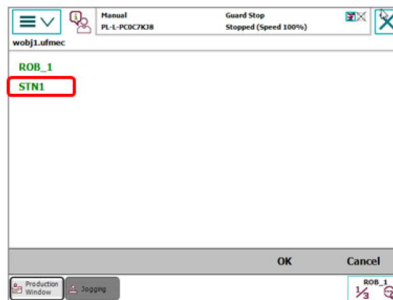 Manual
PL-L-PC0C7KJ8
Guard Stop
Stopped (Speed 100%)
wobj1.ufmec
ROB_1
STN1
OK
Cancel
Production
Window
Jogging
ROB_1
1/3